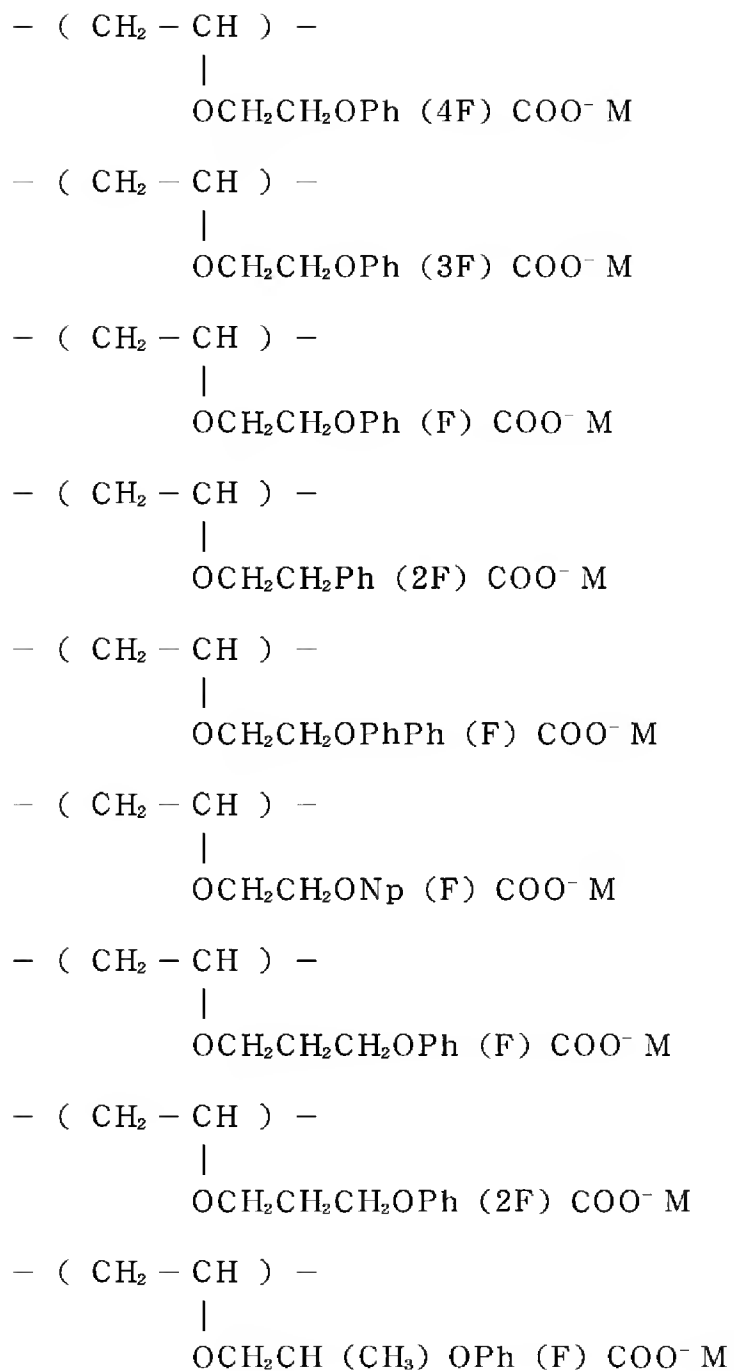 − ( CH₂ − CH ) −
|
OCH₂CH₂OPh (4F) COO⁻ M
− ( CH₂ − CH ) −
|
OCH₂CH₂OPh (3F) COO⁻ M
− ( CH₂ − CH ) −
|
OCH₂CH₂OPh (F) COO⁻ M
− ( CH₂ − CH ) −
|
OCH₂CH₂Ph (2F) COO⁻ M
− ( CH₂ − CH ) −
|
OCH₂CH₂OPhPh (F) COO⁻ M
− ( CH₂ − CH ) −
|
OCH₂CH₂ONp (F) COO⁻ M
− ( CH₂ − CH ) −
|
OCH₂CH₂CH₂OPh (F) COO⁻ M
− ( CH₂ − CH ) −
|
OCH₂CH₂CH₂OPh (2F) COO⁻ M
− ( CH₂ − CH ) −
|
OCH₂CH (CH₃) OPh (F) COO⁻ M